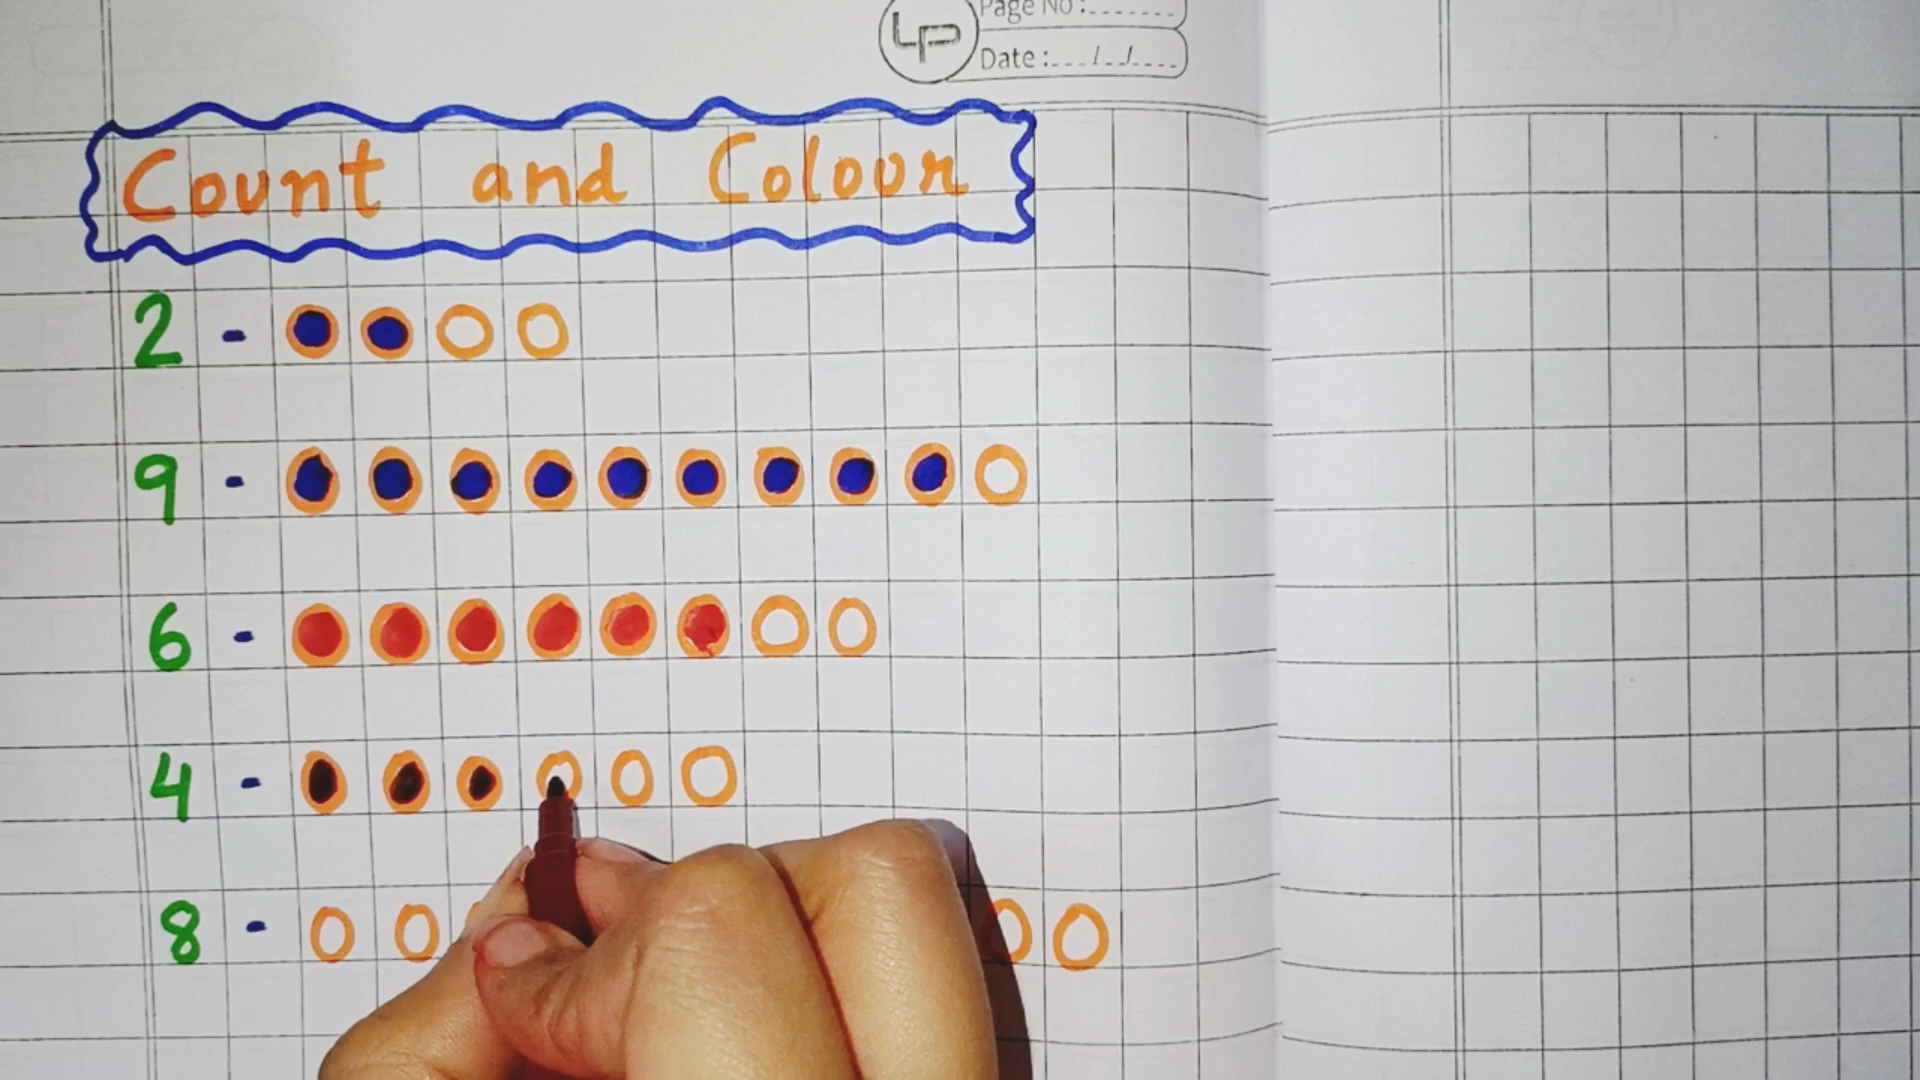 LP
Page No :
Date : / /
Count and Colour
2 -
9 -
6 -
4 -
8 -